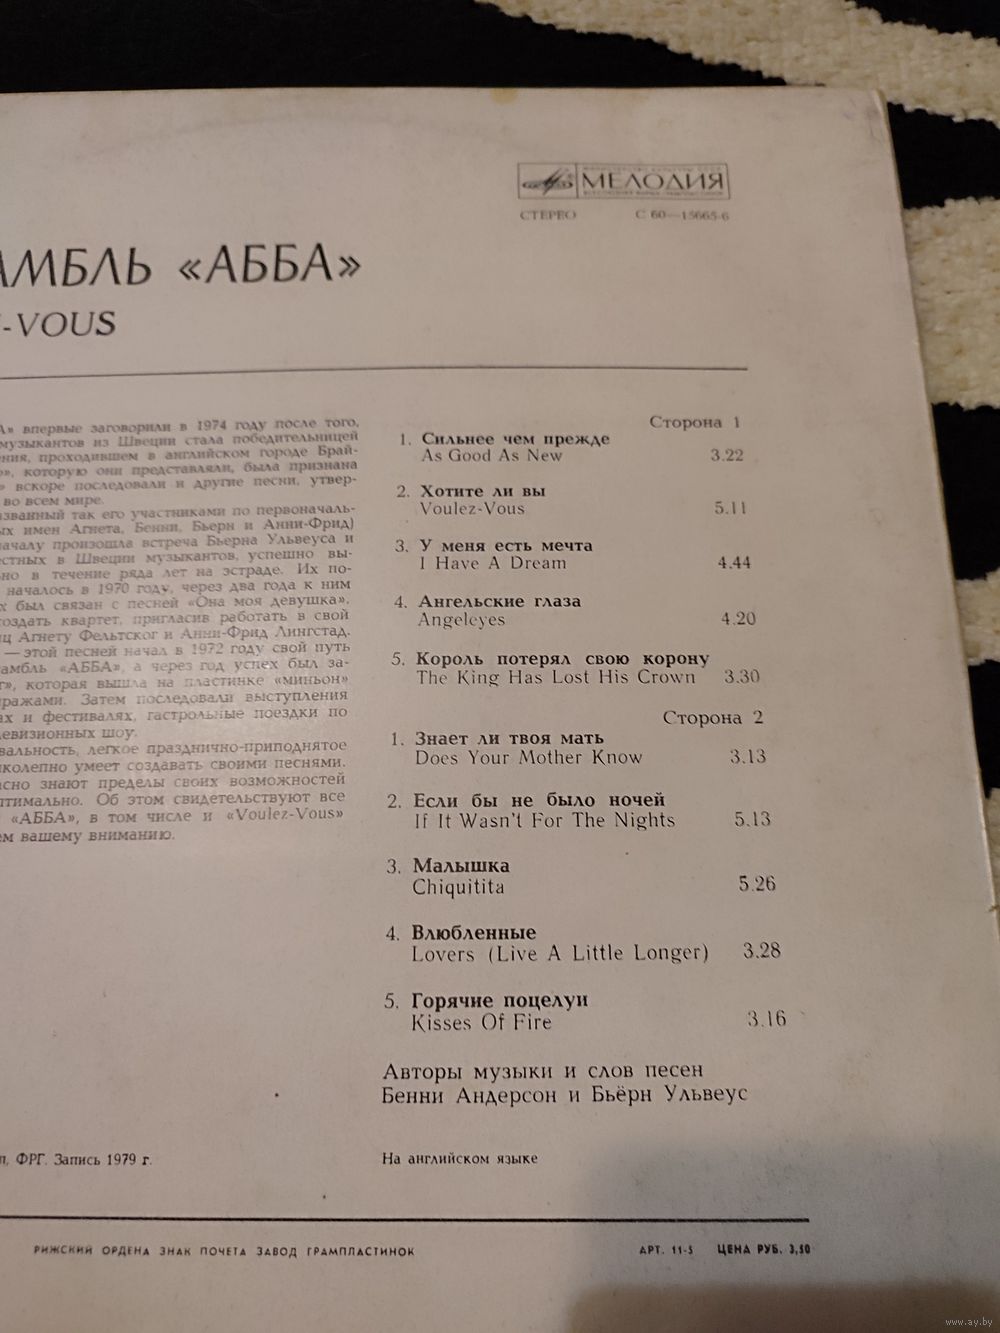 МЕЛОДИЯ
СТЕРЕО С 60—15665-6
АМБЛЬ «АББА»
-VOUS
А» впервые заговорили в 1974 году после того,
музыкантов из Швеции стала победительницей
ения, проходившем в английском городе Брай-
о», которую они представляли, была признана
» вскоре последовали и другие песни, утвер-
во всем мире.
азванный так его участниками по первоначаль-
ых имен Агнета, Бенни, Бьерн и Анни-Фрид)
началу произошла встреча Бьерна Ульвеуса и
естных в Швеции музыкантов, успешно вы-
но в течение ряда лет на эстраде. Их по-
началось в 1970 году, через два года к ним
х был связан с песней «Она моя девушка».
создать квартет, пригласив работать в свой
иц Агнету Фельтског и Анни-Фрид Лингстад.
— этой песней начал в 1972 году свой путь
самбль «АББА», а через год успех был за-
г», которая вышла на пластинке «миньон»
иражами. Затем последовали выступления
ах и фестивалях, гастрольные поездки по
левизионных шоу.
вальность, легкое празднично-приподнятое
иколепно умеет создавать своими песнями.
асно знают пределы своих возможностей
птимально. Об этом свидетельствуют все
«АББА», в том числе и «Voulez-Vous»
ем вашему вниманию.
Сторона 1
1. Сильнее чем прежде
As Good As New 3.22
2. Хотите ли вы
Voulez-Vous 5.11
3. У меня есть мечта
I Have A Dream 4.44
4. Ангельские глаза
Angeleyes 4.20
5. Король потерял свою корону
The King Has Lost His Crown 3.30
Сторона 2
1. Знает ли твоя мать
Does Your Mother Know 3.13
2. Если бы не было ночей
If It Wasn't For The Nights 5.13
3. Малышка
Chiquitita 5.26
4. Влюбленные
Lovers (Live A Little Longer) 3.28
5. Горячие поцелуи
Kisses Of Fire 3.16
Авторы музыки и слов песен
Бенни Андерсон и Бьёрн Ульвеус
л, ФРГ. Запись 1979 г.
На английском языке
РИЖСКИЙ ОРДЕНА ЗНАК ПОЧЕТА ЗАВОД ГРАМПЛАСТИНОК
АРТ. 11-5 ЦЕНА РУБ. 3,50
www.ay.by